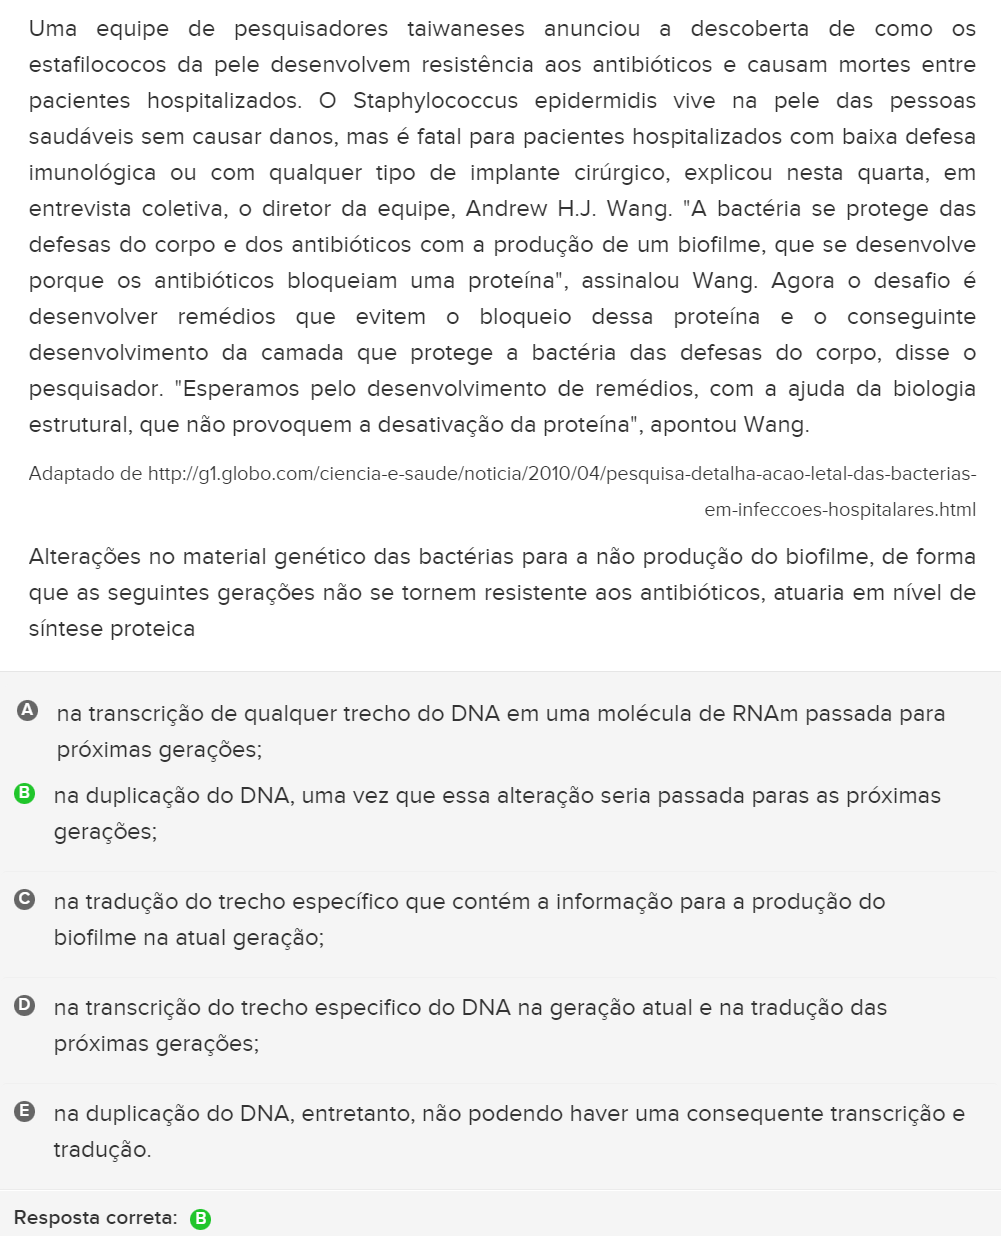 Uma equipe de pesquisadores taiwaneses anunciou a descoberta de como os
estafilococos da pele desenvolvem resistência aos antibióticos e causam mortes entre
pacientes hospitalizados. O Staphylococcus epidermidis vive na pele das pessoas
saudáveis sem causar danos, mas é fatal para pacientes hospitalizados com baixa defesa
imunológica ou com qualquer tipo de implante cirúrgico, explicou nesta quarta, em
entrevista coletiva, o diretor da equipe, Andrew H.J. Wang. "A bactéria se protege das
defesas do corpo e dos antibióticos com a produção de um biofilme, que se desenvolve
porque os antibióticos bloqueiam uma proteína", assinalou Wang. Agora o desafio é
desenvolver remédios que evitem o bloqueio dessa proteína e o conseguinte
desenvolvimento da camada que protege a bactéria das defesas do corpo, disse o
pesquisador. "Esperamos pelo desenvolvimento de remédios, com a ajuda da biologia
estrutural, que não provoquem a desativação da proteína", apontou Wang.
Adaptado de http://g1.globo.com/ciencia-e-saude/noticia/2010/04/pesquisa-detalha-acao-letal-das-bacterias-
em-infeccoes-hospitalares.html
Alterações no material genético das bactérias para a não produção do biofilme, de forma
que as seguintes gerações não se tornem resistente aos antibióticos, atuaria em nível de
síntese proteica
A na transcrição de qualquer trecho do DNA em uma molécula de RNAm passada para
próximas gerações;
B na duplicação do DNA, uma vez que essa alteração seria passada paras as próximas
gerações;
C na tradução do trecho específico que contém a informação para a produção do
biofilme na atual geração;
D na transcrição do trecho especifico do DNA na geração atual e na tradução das
próximas gerações;
E na duplicação do DNA, entretanto, não podendo haver uma consequente transcrição e
tradução.
Resposta correta: B